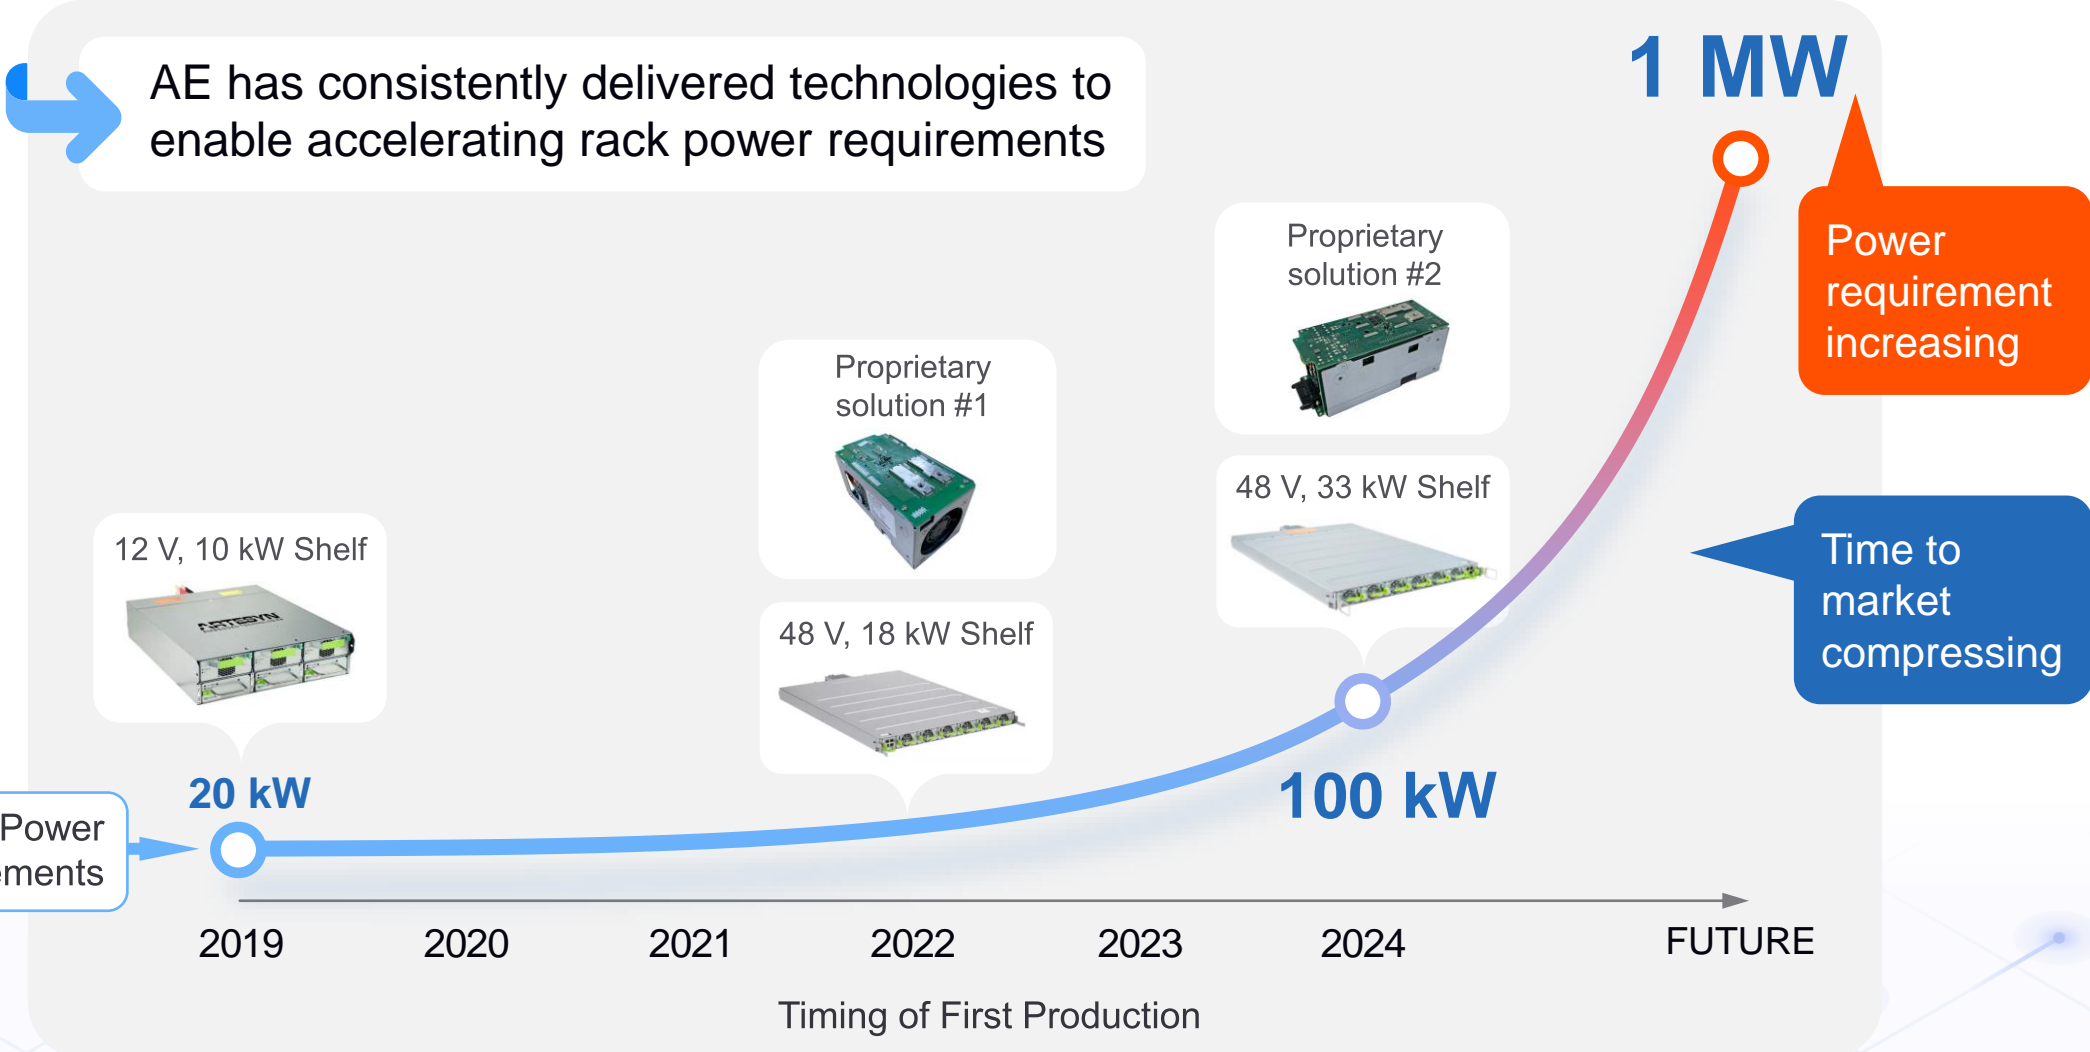 AE has consistently delivered technologies to
enable accelerating rack power requirements
1 MW
Power
requirement
increasing
Proprietary
solution #2
Proprietary
solution #1
48 V, 33 kW Shelf
12 V, 10 kW Shelf
ARTESYN
48 V, 18 kW Shelf
Time to
market
compressing
20 kW
100 kW
Power
ements
2019
2020
2021
2022
2023
2024
FUTURE
Timing of First Production